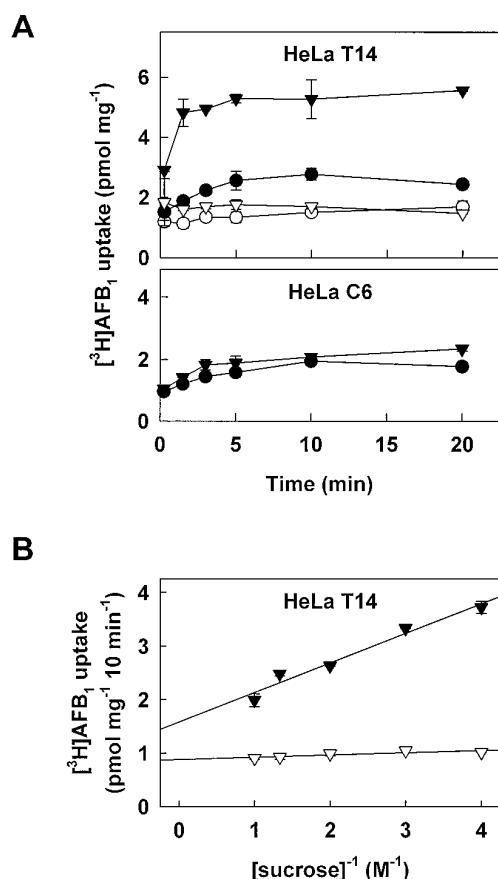 A
HeLa T14
6
4
2
0
[³H]AFB₁ uptake (pmol mg⁻¹)
HeLa C6
4
2
0
0 5 10 15 20
Time (min)
B
HeLa T14
4
3
2
1
0
[³H]AFB₁ uptake
(pmol mg⁻¹ 10 min⁻¹)
0 1 2 3 4
[sucrose]⁻¹ (M⁻¹)